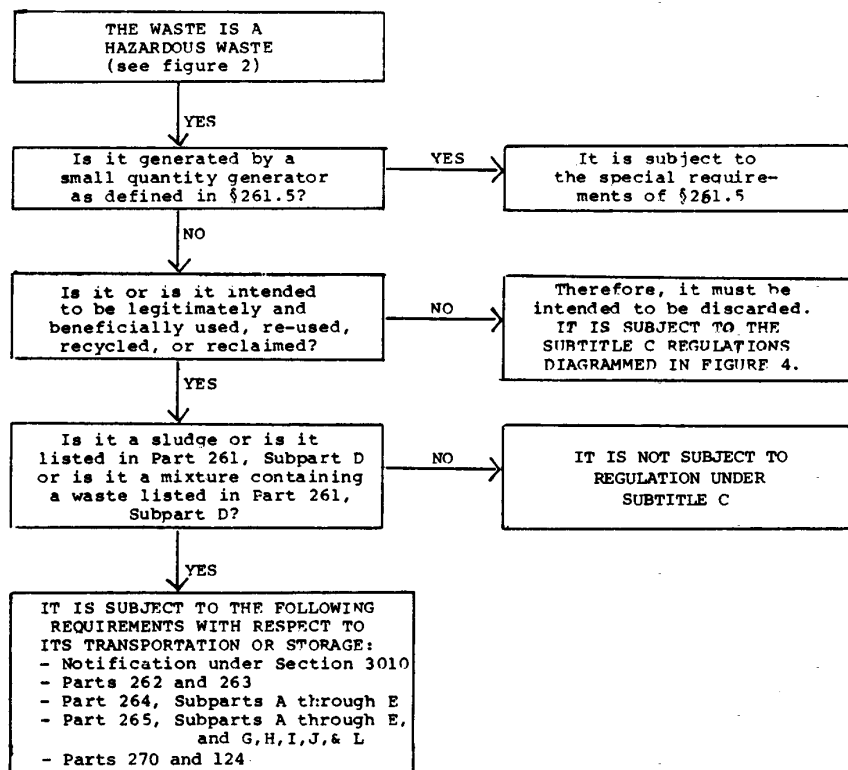 THE WASTE IS A
HAZARDOUS WASTE
(see figure 2)
YES
Is it generated by a
small quantity generator
as defined in §261.5?
YES
It is subject to
the special require-
ments of §261.5
NO
Is it or is it intended
to be legitimately and
beneficially used, re-used,
recycled, or reclaimed?
NO
Therefore, it must be
intended to be discarded.
IT IS SUBJECT TO THE
SUBTITLE C REGULATIONS
DIAGRAMMED IN FIGURE 4.
YES
Is it a sludge or is it
listed in Part 261, Subpart D
or is it a mixture containing
a waste listed in Part 261,
Subpart D?
NO
IT IS NOT SUBJECT TO
REGULATION UNDER
SUBTITLE C
YES
IT IS SUBJECT TO THE FOLLOWING
REQUIREMENTS WITH RESPECT TO
ITS TRANSPORTATION OR STORAGE:
- Notification under Section 3010
- Parts 262 and 263
- Part 264, Subparts A through E
- Part 265, Subparts A through E,
and G,H,I,J,& L
- Parts 270 and 124